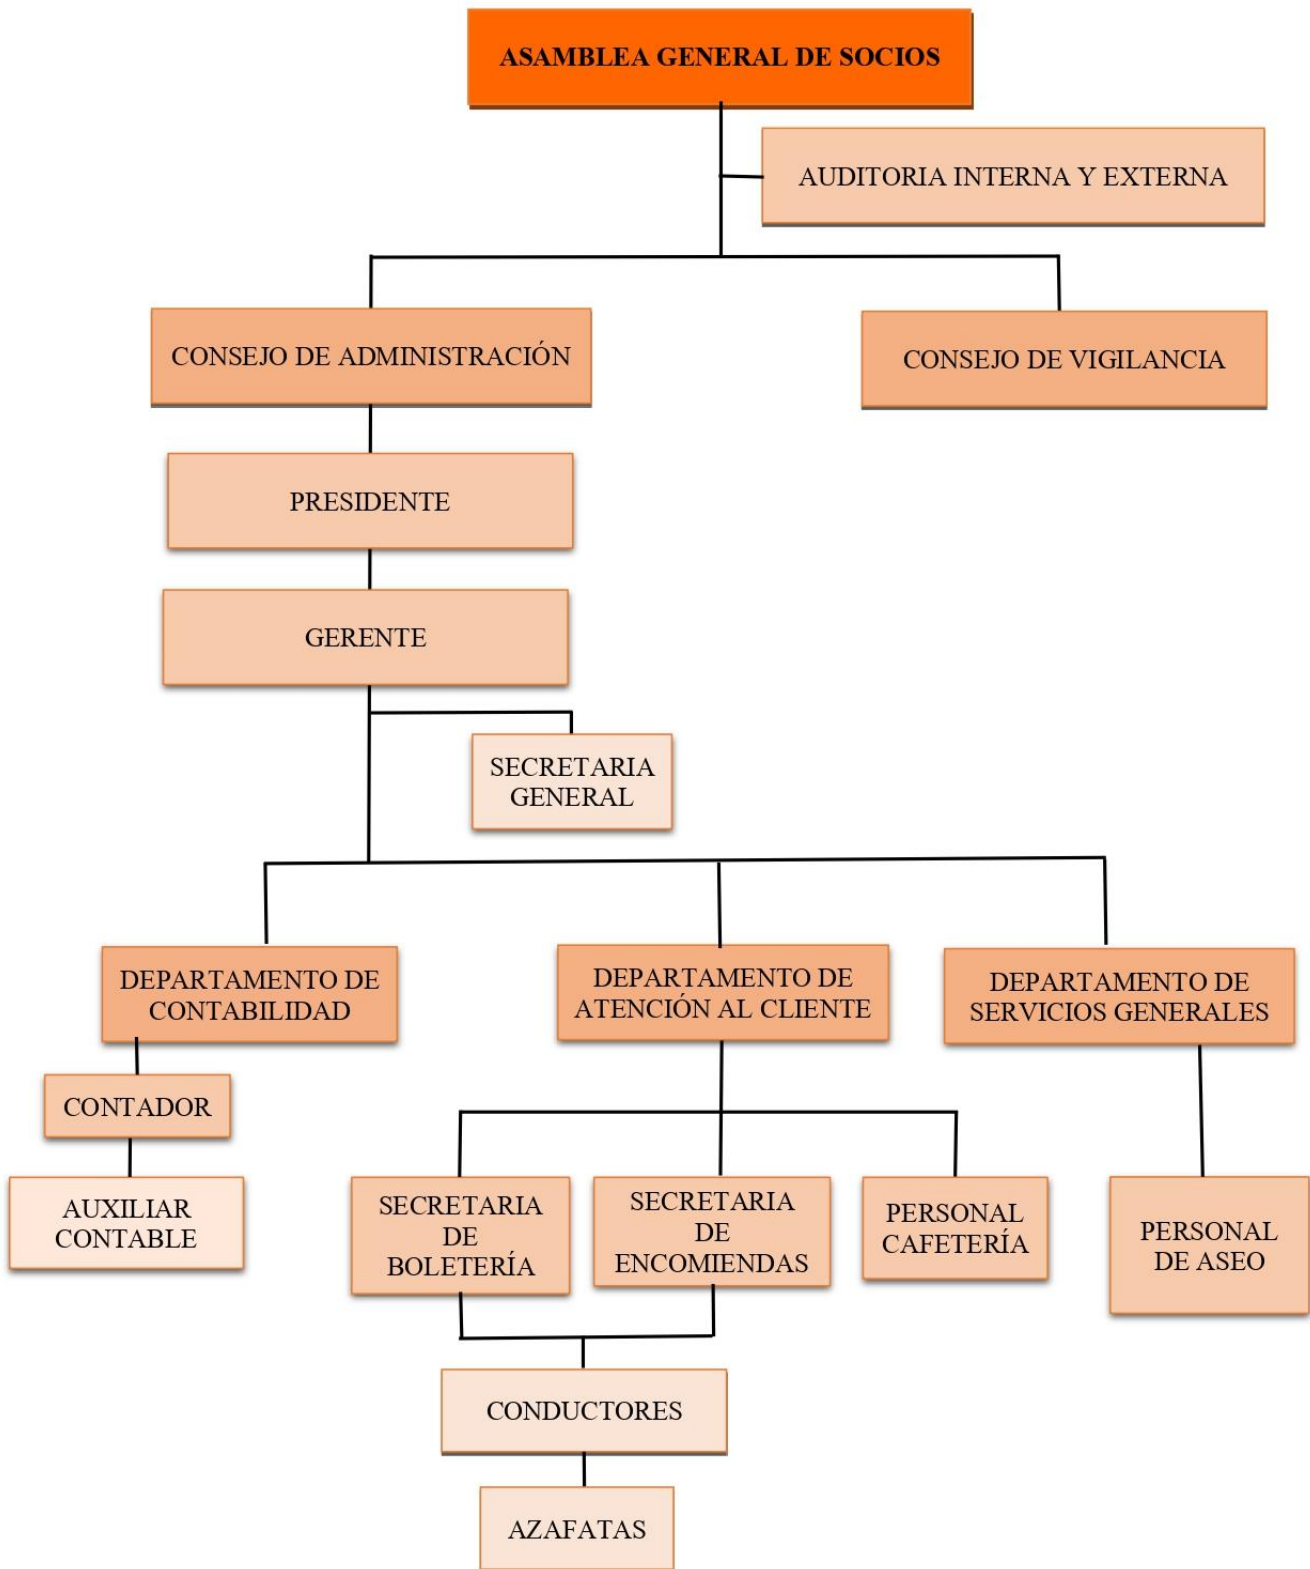 ASAMBLEA GENERAL DE SOCIOS
AUDITORIA INTERNA Y EXTERNA
CONSEJO DE ADMINISTRACIÓN
CONSEJO DE VIGILANCIA
PRESIDENTE
GERENTE
SECRETARIA
GENERAL
DEPARTAMENTO DE
CONTABILIDAD
DEPARTAMENTO DE
ATENCIÓN AL CLIENTE
DEPARTAMENTO DE
SERVICIOS GENERALES
CONTADOR
AUXILIAR
CONTABLE
SECRETARIA
DE
BOLETERÍA
SECRETARIA
DE
ENCOMIENDAS
PERSONAL
CAFETERÍA
PERSONAL
DE ASEO
CONDUCTORES
AZAFATAS